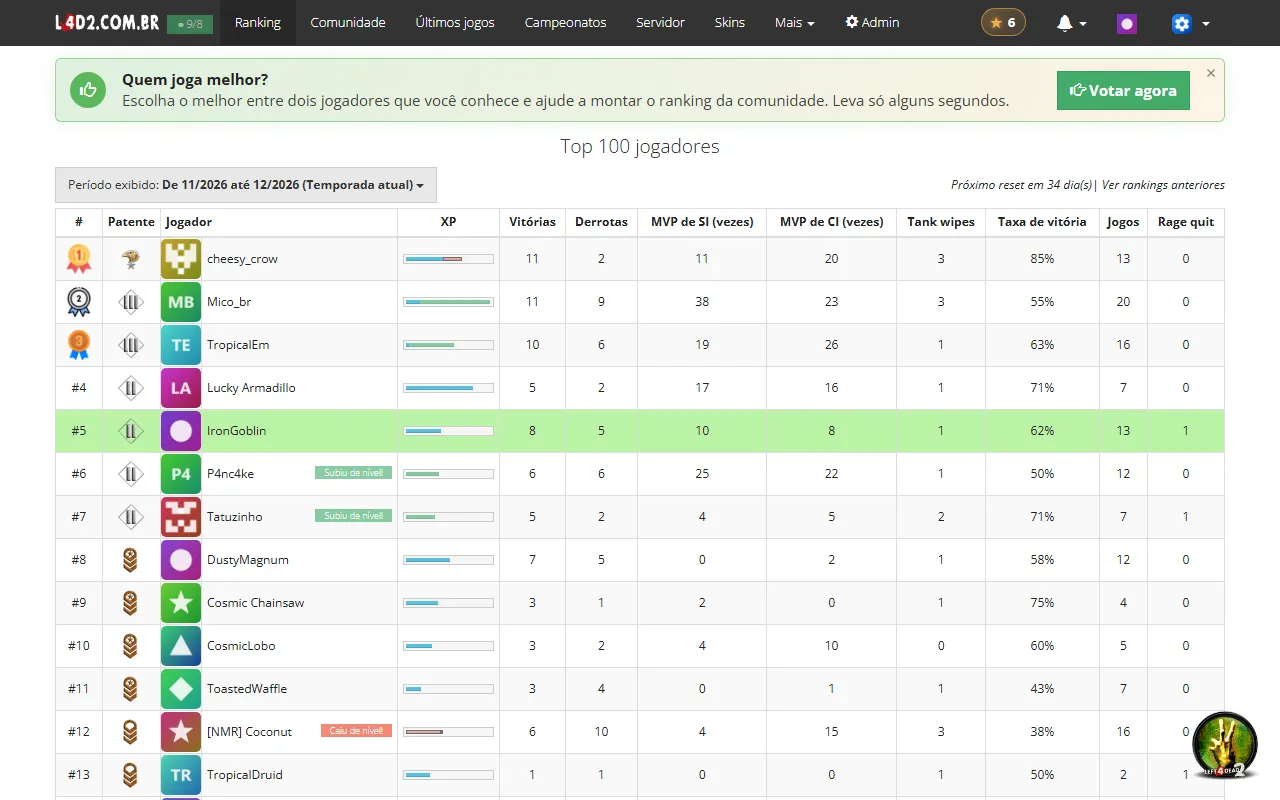 L4D2.COM.BR 9/8 Ranking Comunidade Últimos jogos Campeonatos Servidor Skins Mais Admin 6
Quem joga melhor?
Escolha o melhor entre dois jogadores que você conhece e ajude a montar o ranking da comunidade. Leva só alguns segundos.
Votar agora
×
Top 100 jogadores
Período exibido: De 11/2026 até 12/2026 (Temporada atual)
Próximo reset em 34 dia(s)| Ver rankings anteriores
# Patente Jogador XP Vitórias Derrotas MVP de SI (vezes) MVP de CI (vezes) Tank wipes Taxa de vitória Jogos Rage quit
1 cheesy_crow 11 2 11 20 3 85% 13 0
2 MB Mico_br 11 9 38 23 3 55% 20 0
3 TE TropicalEm 10 6 19 26 1 63% 16 0
#4 LA Lucky Armadillo 5 2 17 16 1 71% 7 0
#5 IronGoblin 8 5 10 8 1 62% 13 1
#6 P4 P4nc4ke Subiu de nível! 6 6 25 22 1 50% 12 0
#7 Tatuzinho Subiu de nível! 5 2 4 5 2 71% 7 1
#8 DustyMagnum 7 5 0 2 1 58% 12 0
#9 Cosmic Chainsaw 3 1 2 0 1 75% 4 0
#10 CosmicLobo 3 2 4 10 0 60% 5 0
#11 ToastedWaffle 3 4 0 1 1 43% 7 0
#12 [NMR] Coconut Caiu de nível! 6 10 4 15 3 38% 16 0
#13 TR TropicalDruid 1 1 0 0 1 50% 2 1
LEFT 4 DEAD 2